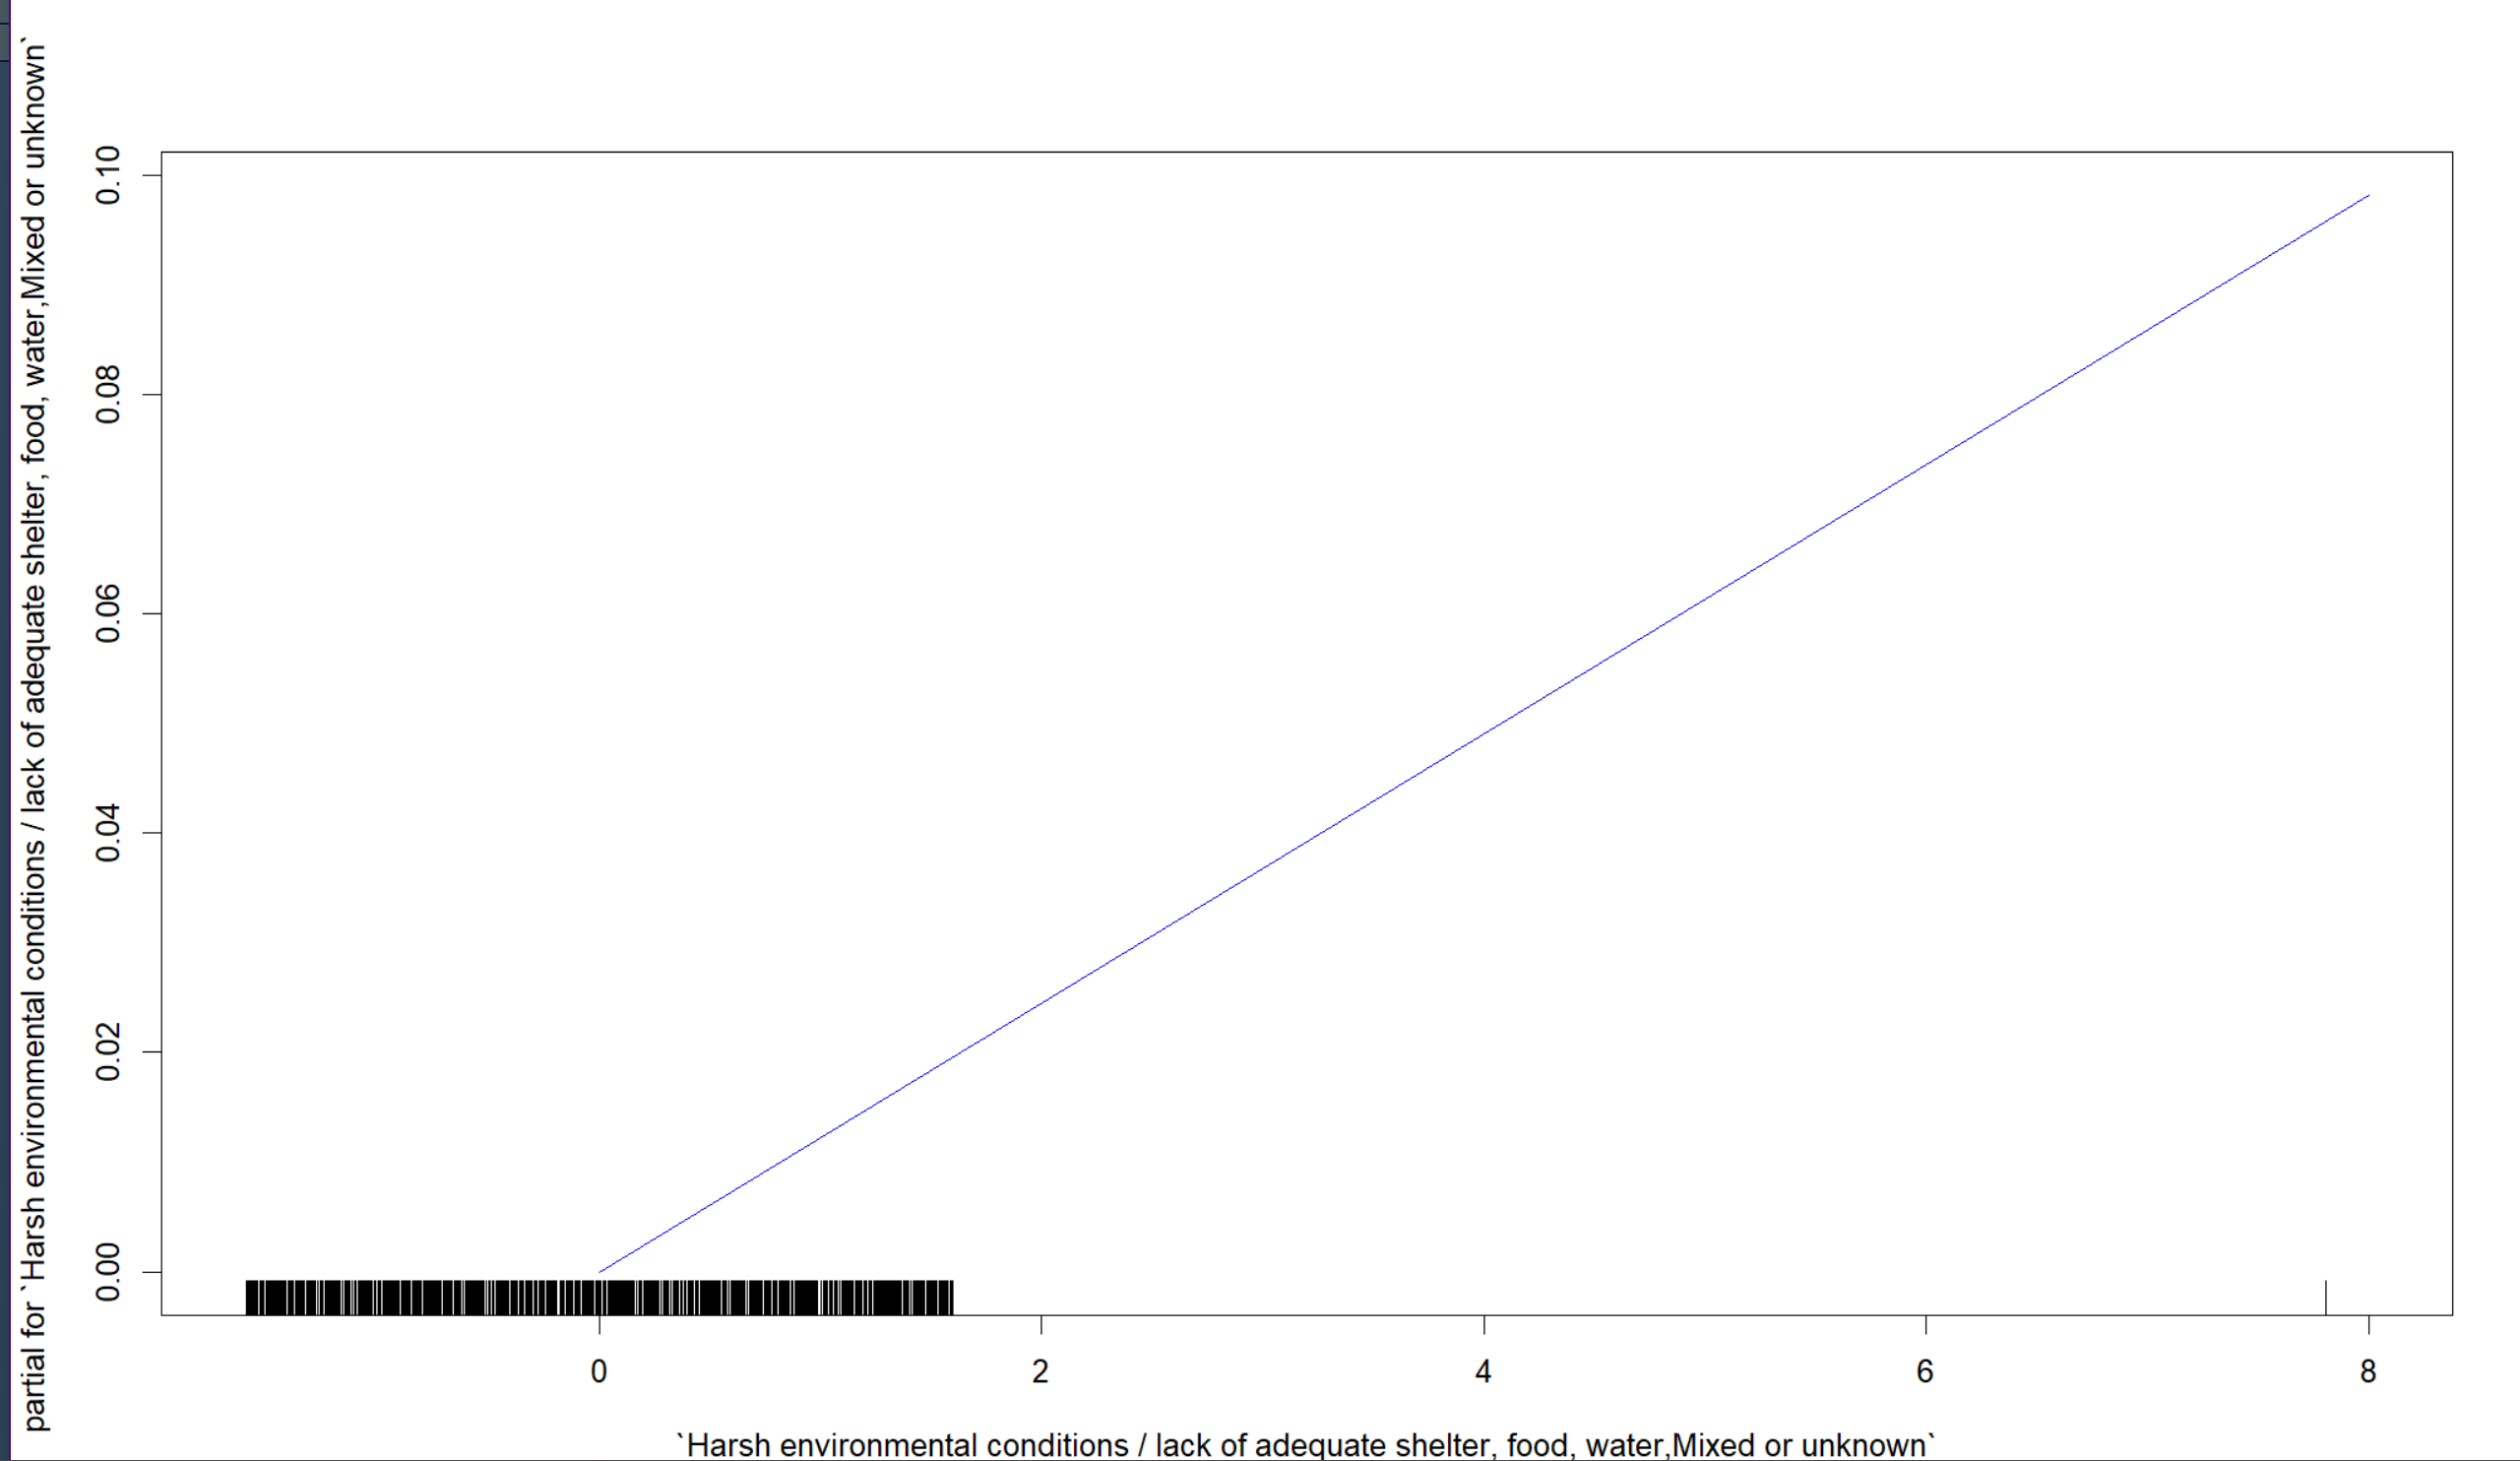 partial for `Harsh environmental conditions / lack of adequate shelter, food, water,Mixed or unknown`
0.10
0.08
0.06
0.04
0.02
0.00
0 2 4 6 8
`Harsh environmental conditions / lack of adequate shelter, food, water,Mixed or unknown`